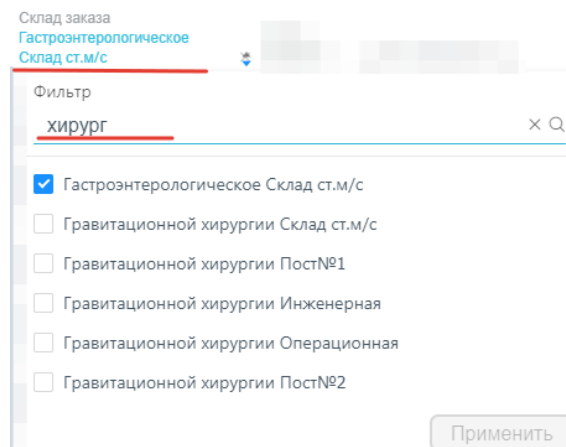 Склад заказа
Гастроэнтерологическое
Склад ст.м/с
Фильтр
хирург
Гастроэнтерологическое Склад ст.м/с
Гравитационной хирургии Склад ст.м/с
Гравитационной хирургии Пост№1
Гравитационной хирургии Инженерная
Гравитационной хирургии Операционная
Гравитационной хирургии Пост№2
Применить